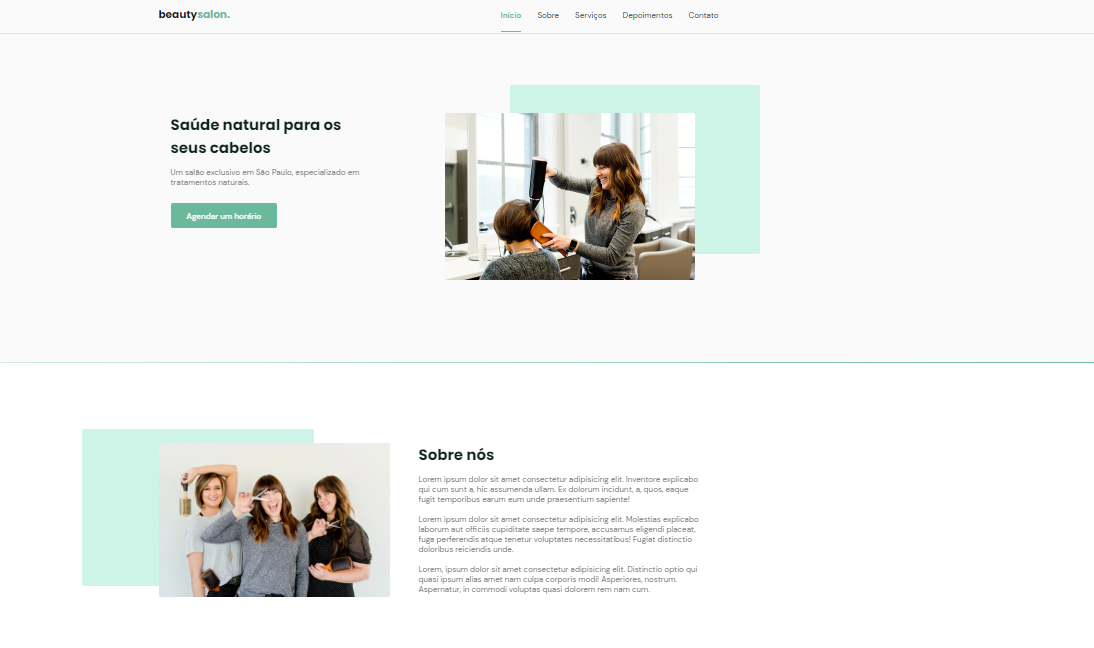 beautysalon.
Início Sobre Serviços Depoimentos Contato
Saúde natural para os
seus cabelos
Um salão exclusivo em São Paulo, especializado em
tratamentos naturais.
Agendar um horário
Sobre nós
Lorem ipsum dolor sit amet consectetur adipisicing elit. Inventore explicabo
qui cum sunt a, hic assumenda ullam. Ex dolorum incidunt, a, quos, eaque
fugit temporibus earum eum unde praesentium sapiente!
Lorem ipsum dolor sit amet consectetur adipisicing elit. Molestias explicabo
laborum aut officiis cupiditate saepe tempore, accusamus eligendi placeat,
fuga perferendis atque tenetur voluptates necessitatibus! Fugiat distinctio
doloribus reiciendis unde.
Lorem, ipsum dolor sit amet consectetur adipisicing elit. Distinctio optio qui
quasi ipsum alias amet nam culpa corporis modi! Asperiores, nostrum.
Aspernatur, in commodi voluptas quasi dolorem rem nam cum.